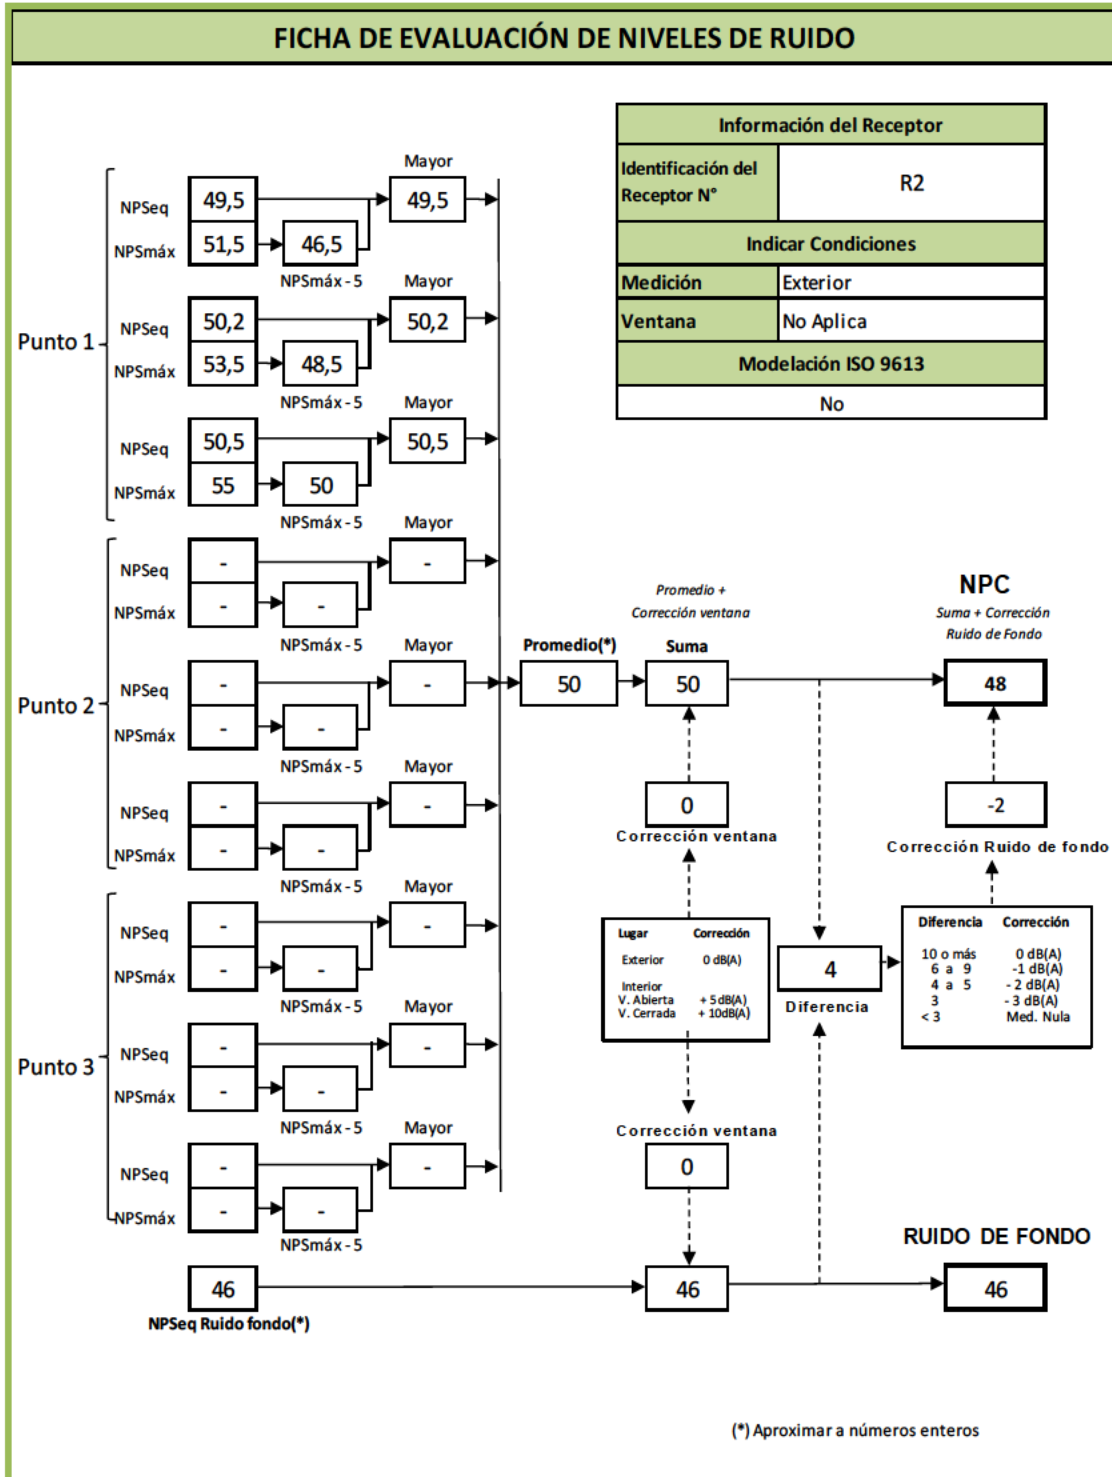 FICHA DE EVALUACIÓN DE NIVELES DE RUIDO
Información del Receptor
Identificación del Receptor N° R2
Indicar Condiciones
Medición Exterior
Ventana No Aplica
Modelación ISO 9613
No
Punto 1
Mayor
NPSeq 49,5 49,5
NPSmáx 51,5 46,5
NPSmáx - 5
Mayor
NPSeq 50,2 50,2
NPSmáx 53,5 48,5
NPSmáx - 5
Mayor
NPSeq 50,5 50,5
NPSmáx 55 50
NPSmáx - 5
Punto 2
Mayor
NPSeq - -
NPSmáx - -
NPSmáx - 5
Mayor
NPSeq - -
NPSmáx - -
NPSmáx - 5
Mayor
NPSeq - -
NPSmáx - -
NPSmáx - 5
Punto 3
Mayor
NPSeq - -
NPSmáx - -
NPSmáx - 5
Mayor
NPSeq - -
NPSmáx - -
NPSmáx - 5
Mayor
NPSeq - -
NPSmáx - -
NPSmáx - 5
46
NPSeq Ruido fondo(*)
Promedio(*)
50
Promedio +
Corrección ventana
Suma
50
0
Corrección ventana
Lugar Corrección
Exterior 0 dB(A)
Interior
V. Abierta + 5 dB(A)
V. Cerrada + 10dB(A)
Corrección ventana
0
46
4
Diferencia
NPC
Suma + Corrección
Ruido de Fondo
48
-2
Corrección Ruido de fondo
Diferencia Corrección
10 o más 0 dB(A)
6 a 9 -1 dB(A)
4 a 5 - 2 dB(A)
3 - 3 dB(A)
< 3 Med. Nula
RUIDO DE FONDO
46
(*) Aproximar a números enteros